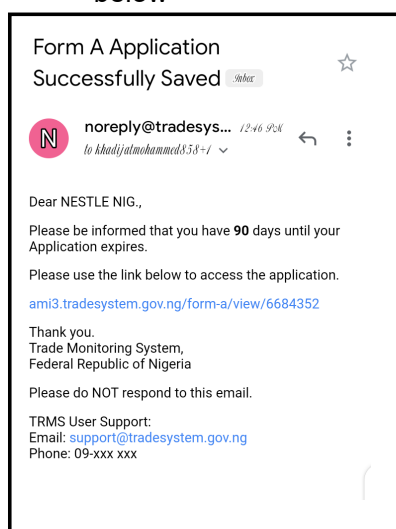 Form A Application
Successfully Saved Inbox
N
noreply@tradesys... 12:46 PM
to khadijatmohammed858+1
Dear NESTLE NIG.,
Please be informed that you have 90 days until your
Application expires.
Please use the link below to access the application.
ami3.tradesystem.gov.ng/form-a/view/6684352
Thank you.
Trade Monitoring System,
Federal Republic of Nigeria
Please do NOT respond to this email.
TRMS User Support:
Email: support@tradesystem.gov.ng
Phone: 09-xxx xxx